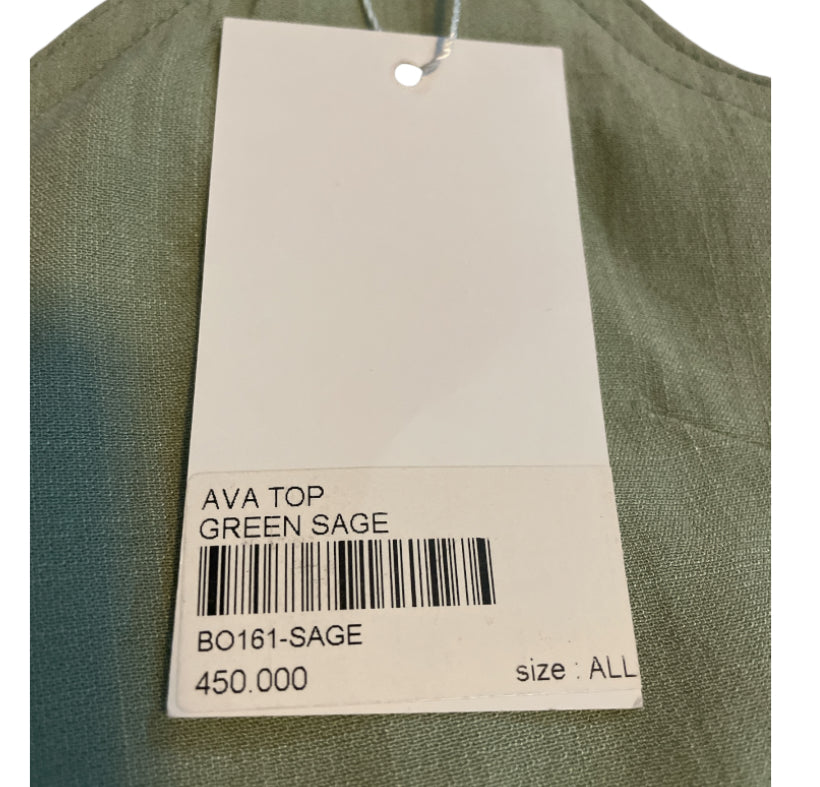 AVA TOP
GREEN SAGE
BO161-SAGE
450.000
size : ALL